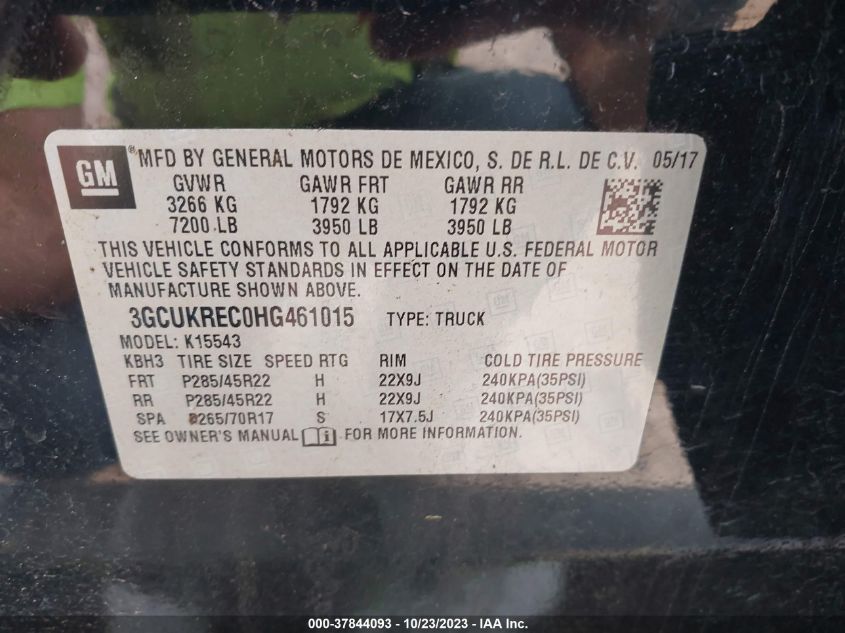 GM ® MFD BY GENERAL MOTORS DE MEXICO, S. DE R.L. DE C.V. 05/17
GVWR GAWR FRT GAWR RR
3266 KG 1792 KG 1792 KG
7200 LB 3950 LB 3950 LB
THIS VEHICLE CONFORMS TO ALL APPLICABLE U.S. FEDERAL MOTOR
VEHICLE SAFETY STANDARDS IN EFFECT ON THE DATE OF
MANUFACTURE SHOWN ABOVE.
3GCUKREC0HG461015 TYPE: TRUCK
MODEL: K15543
KBH3 TIRE SIZE SPEED RTG RIM COLD TIRE PRESSURE
FRT P285/45R22 H 22X9J 240KPA(35PSI)
RR P285/45R22 H 22X9J 240KPA(35PSI)
SPA P265/70R17 S 17X7.5J 240KPA(35PSI)
SEE OWNER'S MANUAL i FOR MORE INFORMATION.
000-37844093 - 10/23/2023 - IAA Inc.